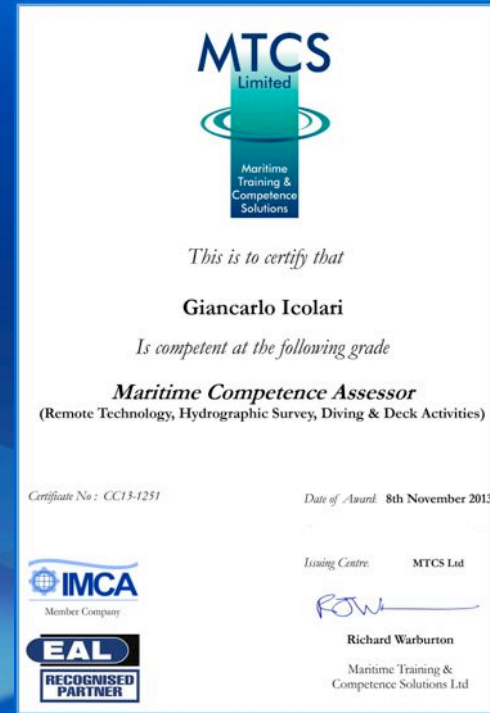 MTCS
Limited
Maritime
Training &
Competence
Solutions
This is to certify that
Giancarlo Icolari
Is competent at the following grade
Maritime Competence Assessor
(Remote Technology, Hydrographic Survey, Diving & Deck Activities)
Certificate No : CC13-1251
Date of Award: 8th November 2013
Issuing Centre: MTCS Ltd
IMCA
Member Company
Richard Warburton
EAL
RECOGNISED
PARTNER
Maritime Training &
Competence Solutions Ltd